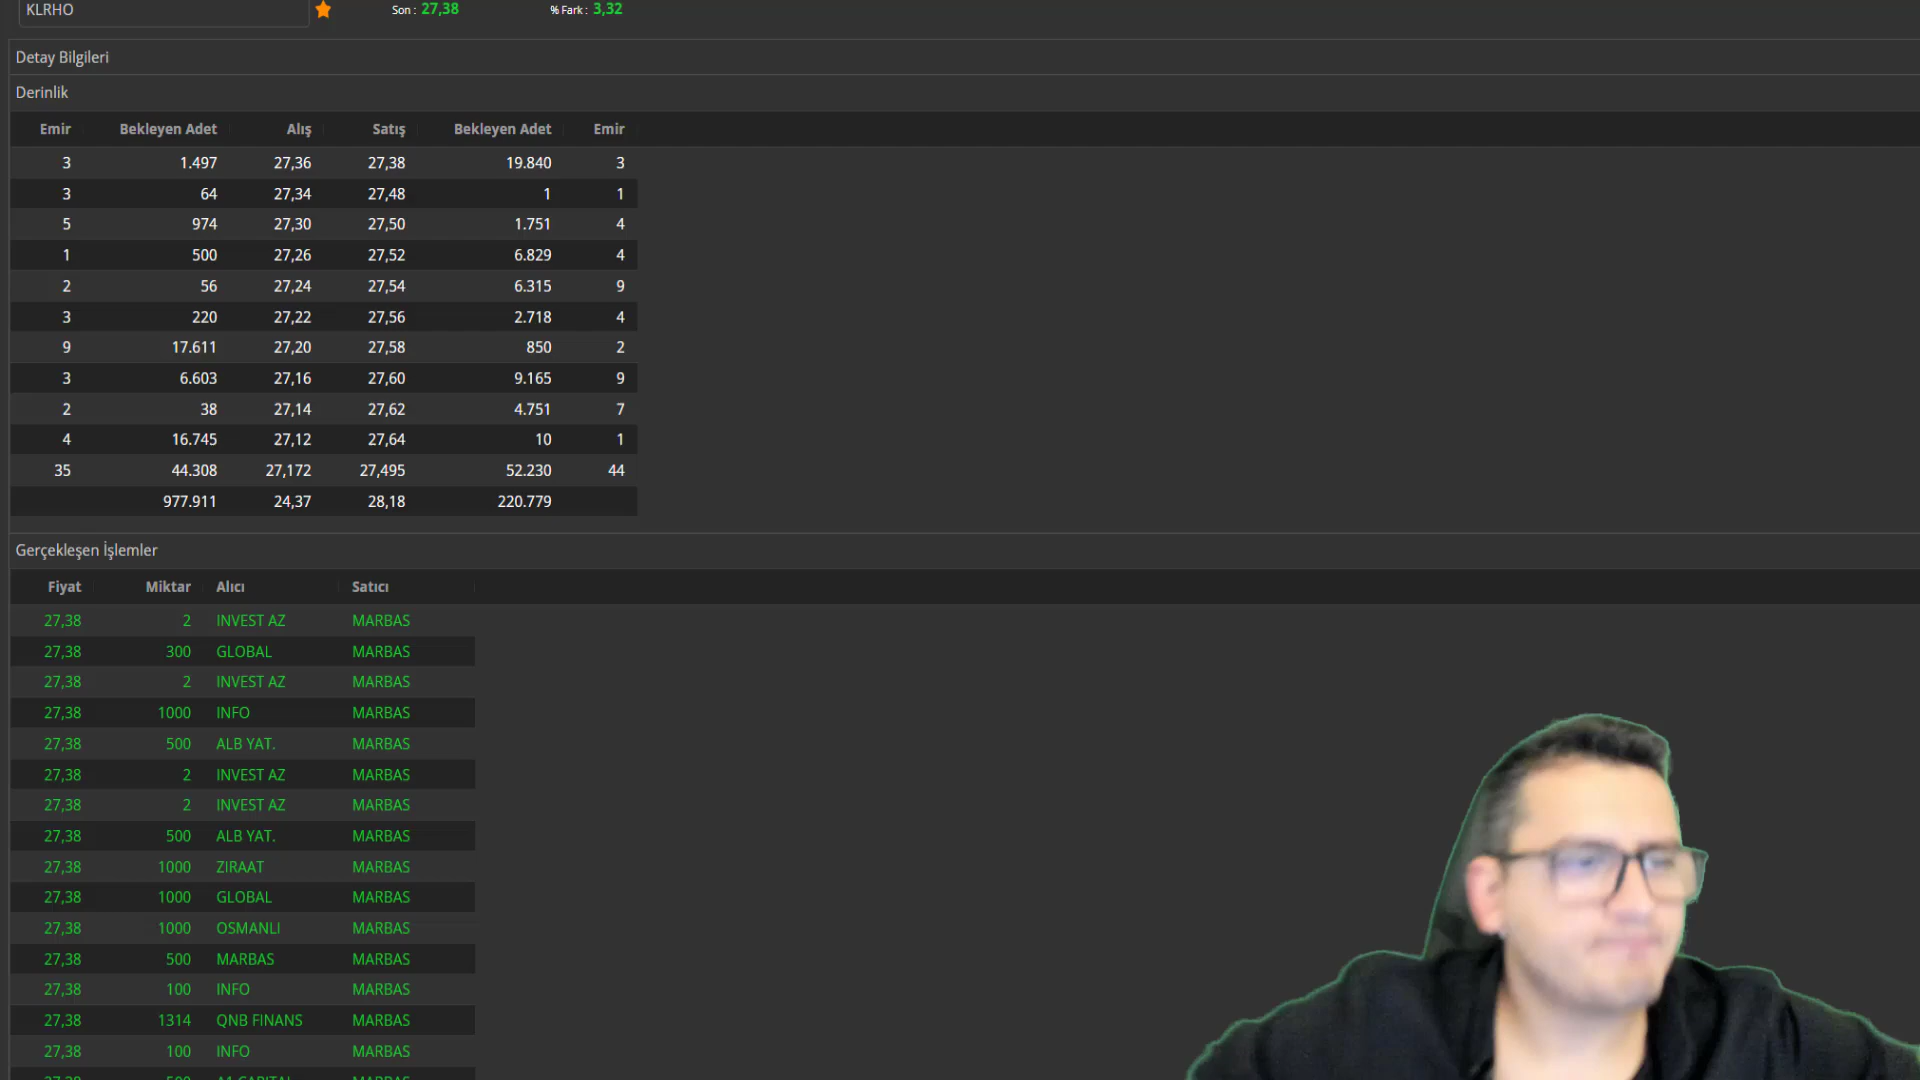 KLRHO Son : 27,38 % Fark : 3,32
Detay Bilgileri
Derinlik
Emir Bekleyen Adet Alış Satış Bekleyen Adet Emir
3 1.497 27,36 27,38 19.840 3
3 64 27,34 27,48 1 1
5 974 27,30 27,50 1.751 4
1 500 27,26 27,52 6.829 4
2 56 27,24 27,54 6.315 9
3 220 27,22 27,56 2.718 4
9 17.611 27,20 27,58 850 2
3 6.603 27,16 27,60 9.165 9
2 38 27,14 27,62 4.751 7
4 16.745 27,12 27,64 10 1
35 44.308 27,172 27,495 52.230 44
977.911 24,37 28,18 220.779
Gerçekleşen İşlemler
Fiyat Miktar Alıcı Satıcı
27,38 2 INVEST AZ MARBAS
27,38 300 GLOBAL MARBAS
27,38 2 INVEST AZ MARBAS
27,38 1000 INFO MARBAS
27,38 500 ALB YAT. MARBAS
27,38 2 INVEST AZ MARBAS
27,38 2 INVEST AZ MARBAS
27,38 500 ALB YAT. MARBAS
27,38 1000 ZIRAAT MARBAS
27,38 1000 GLOBAL MARBAS
27,38 1000 OSMANLI MARBAS
27,38 500 MARBAS MARBAS
27,38 100 INFO MARBAS
27,38 1314 QNB FINANS MARBAS
27,38 100 INFO MARBAS